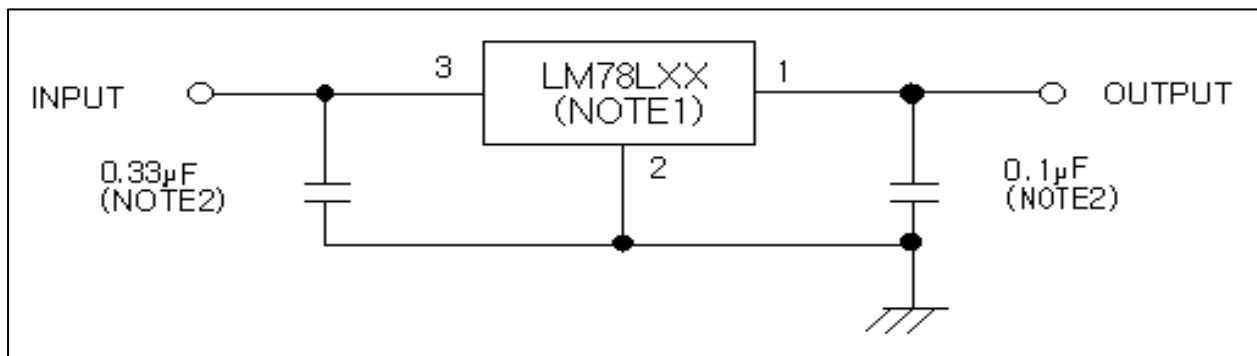 INPUT
3
LM78LXX
(NOTE1)
1
OUTPUT
2
0.33μF
(NOTE2)
0.1μF
(NOTE2)